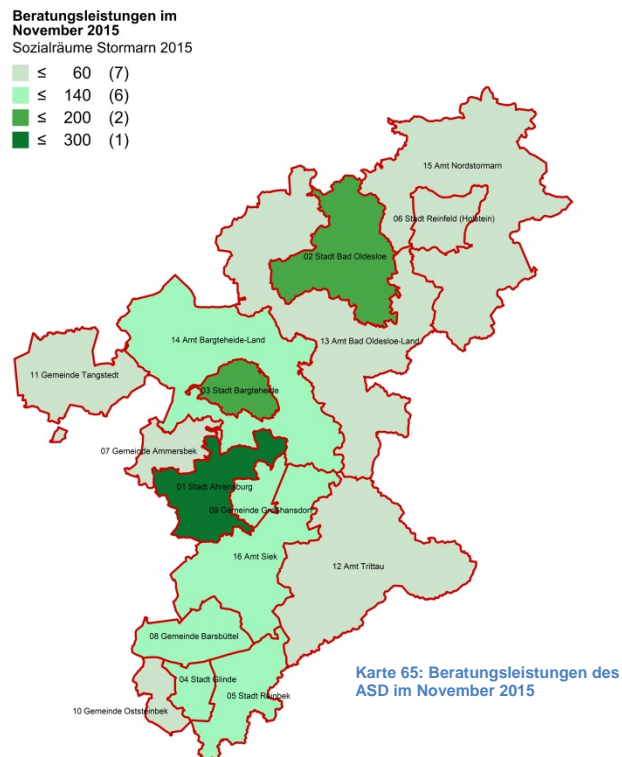 Beratungsleistungen im
November 2015
Sozialräume Stormarn 2015
≤ 60 (7)
≤ 140 (6)
≤ 200 (2)
≤ 300 (1)
15 Amt Nordstormarn
06 Stadt Reinfeld (Holstein)
02 Stadt Bad Oldesloe
14 Amt Bargteheide-Land
13 Amt Bad Oldesloe-Land
11 Gemeinde Tangstedt
03 Stadt Bargteheide
07 Gemeinde Ammersbek
01 Stadt Ahrensburg
09 Gemeinde Großhansdorf
16 Amt Siek
12 Amt Trittau
08 Gemeinde Barsbüttel
04 Stadt Glinde
05 Stadt Reinbek
10 Gemeinde Oststeinbek
Karte 65: Beratungsleistungen des
ASD im November 2015